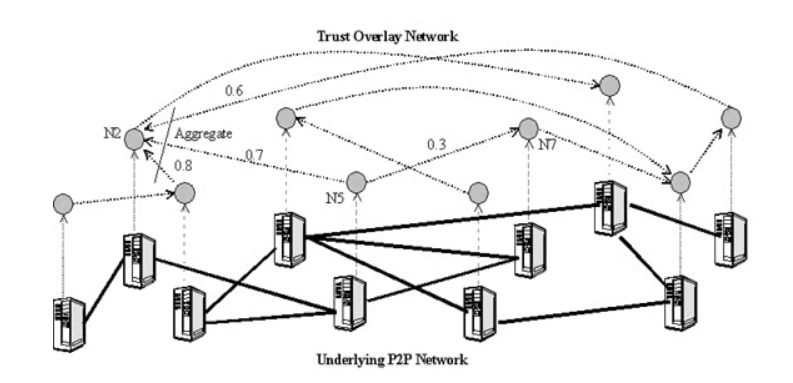 Trust Overlay Network
0.6
N2
Aggregate
0.3
N7
0.7
0.8
N5
Underlying P2P Network